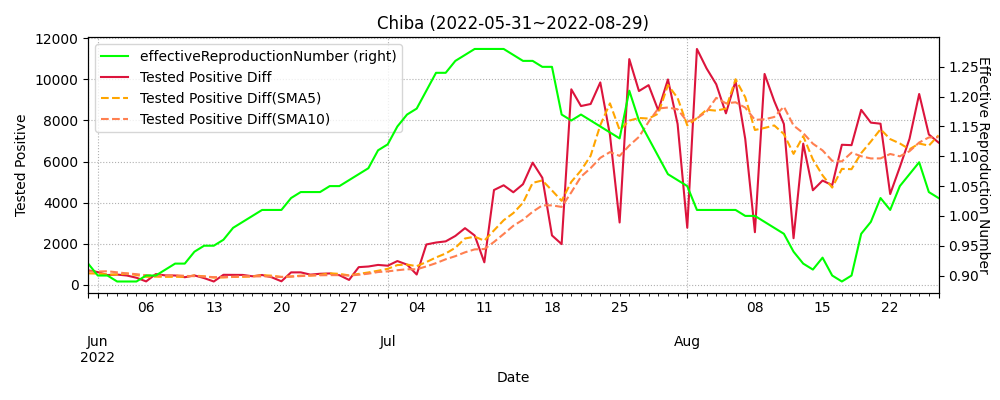 Chiba (2022-05-31~2022-08-29)
effectiveReproductionNumber (right)
Tested Positive Diff
Tested Positive Diff(SMA5)
Tested Positive Diff(SMA10)
Tested Positive
12000
10000
8000
6000
4000
2000
0
Effective Reproduction Number
1.25
1.20
1.15
1.10
1.05
1.00
0.95
0.90
06 13 20 27 04 11 18 25 08 15 22
Jun Jul Aug
2022
Date